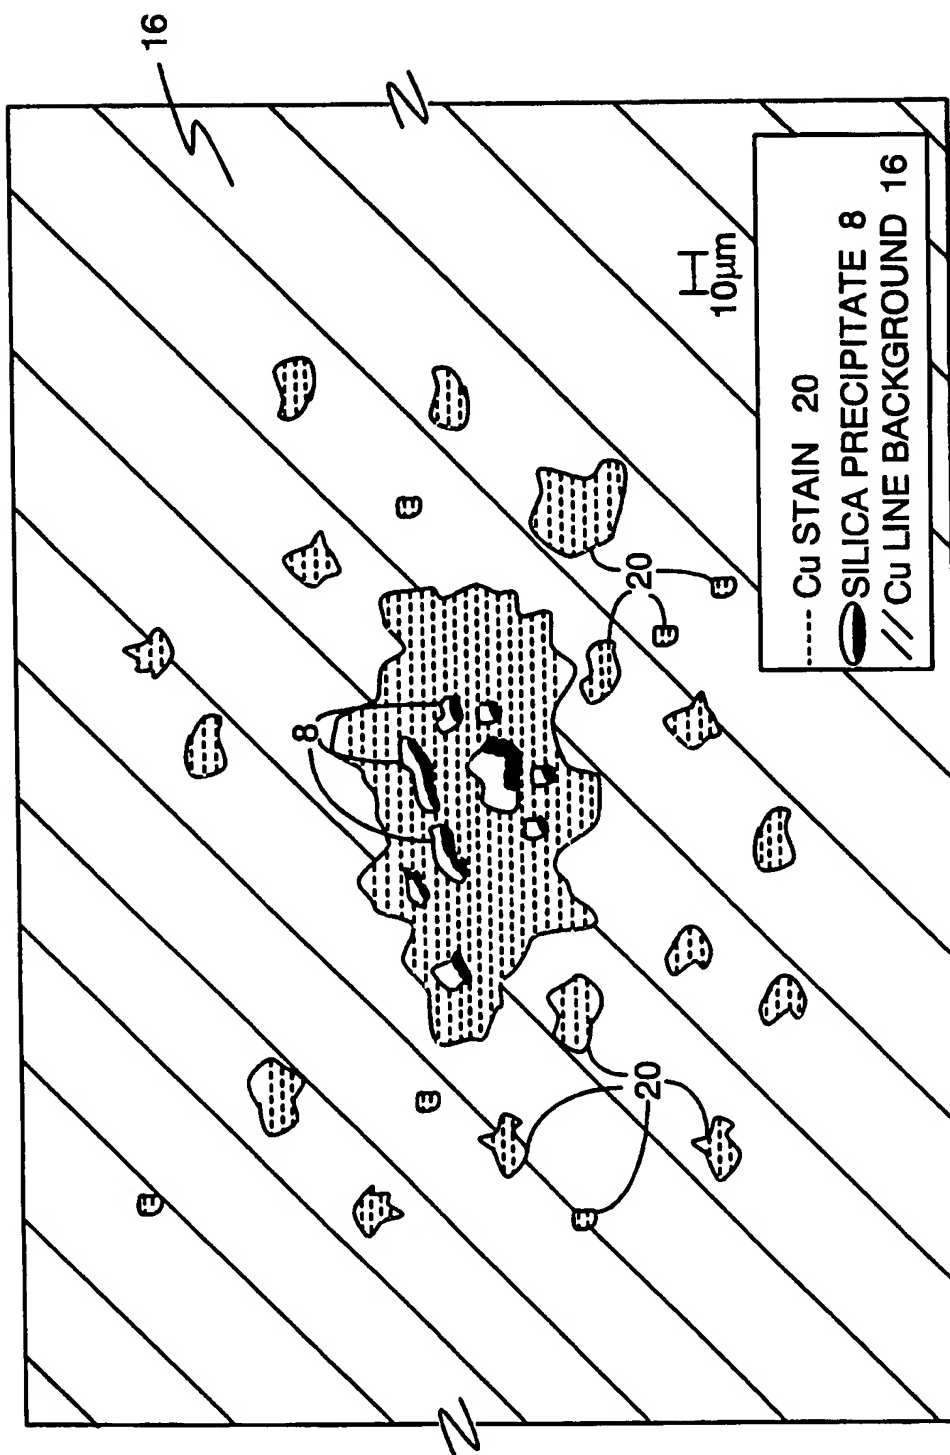 16
8
20
20
10µm
Cu STAIN 20
SILICA PRECIPITATE 8
Cu LINE BACKGROUND 16